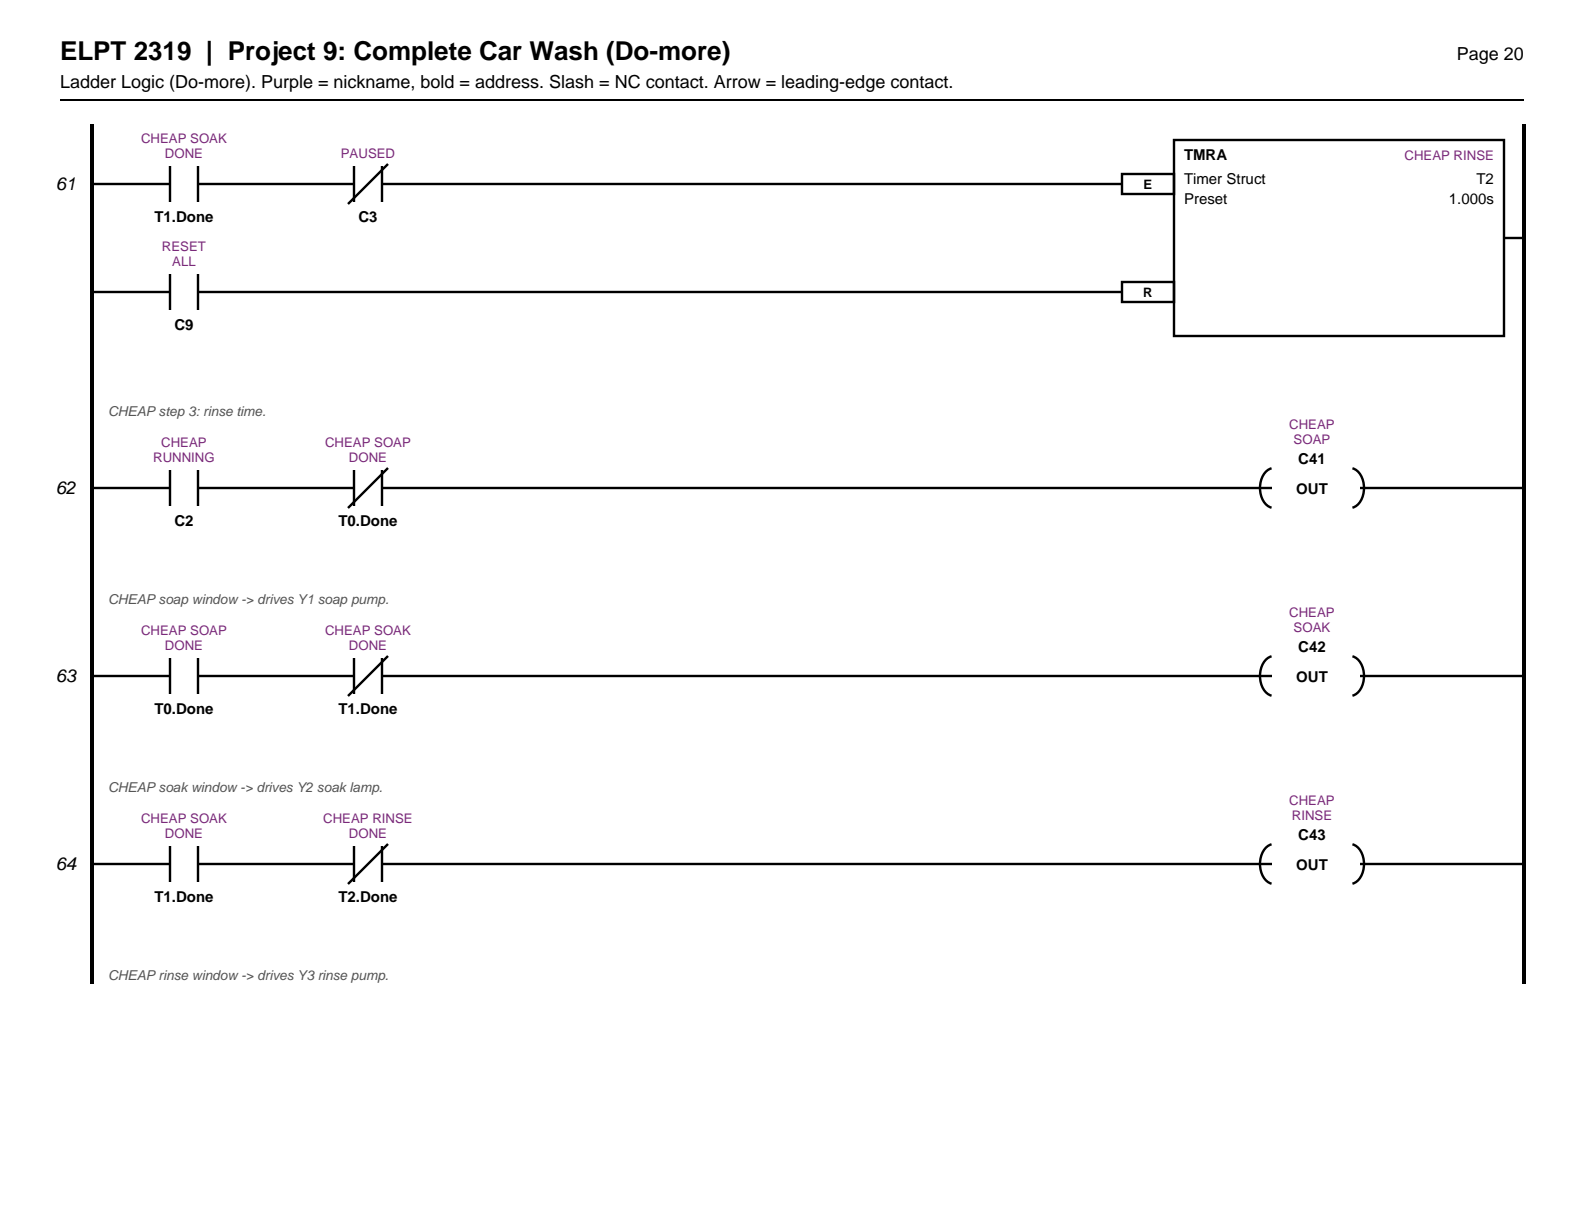 ELPT 2319 | Project 9: Complete Car Wash (Do-more)
Page 20
Ladder Logic (Do-more). Purple = nickname, bold = address. Slash = NC contact. Arrow = leading-edge contact.
61
CHEAP SOAK
DONE
T1.Done
PAUSED
C3
E
TMRA CHEAP RINSE
Timer Struct T2
Preset 1.000s
RESET
ALL
C9
R
CHEAP step 3: rinse time.
62
CHEAP
RUNNING
C2
CHEAP SOAP
DONE
T0.Done
CHEAP
SOAP
C41
OUT
CHEAP soap window -> drives Y1 soap pump.
63
CHEAP SOAP
DONE
T0.Done
CHEAP SOAK
DONE
T1.Done
CHEAP
SOAK
C42
OUT
CHEAP soak window -> drives Y2 soak lamp.
64
CHEAP SOAK
DONE
T1.Done
CHEAP RINSE
DONE
T2.Done
CHEAP
RINSE
C43
OUT
CHEAP rinse window -> drives Y3 rinse pump.